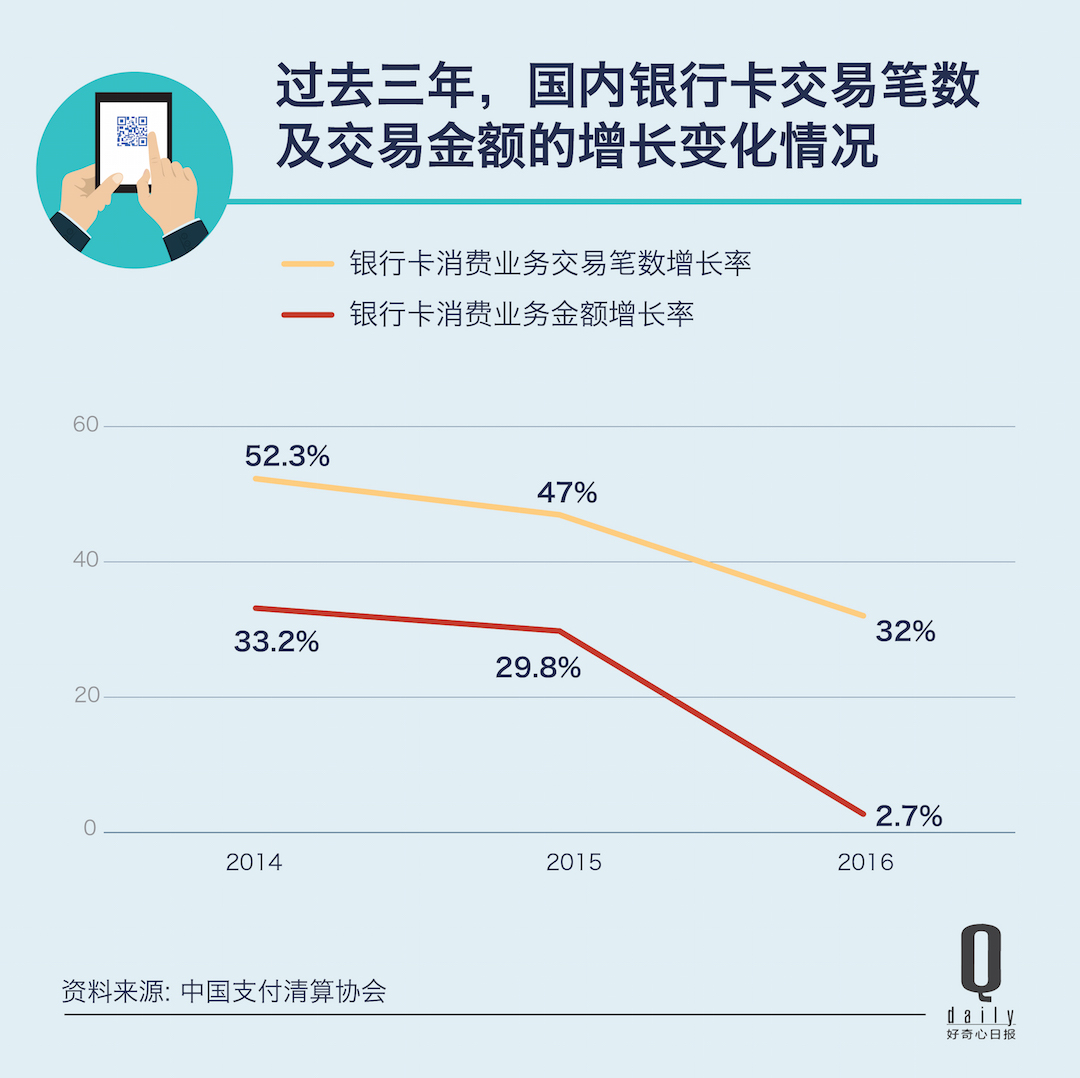 过去三年，国内银行卡交易笔数
及交易金额的增长变化情况
银行卡消费业务交易笔数增长率
银行卡消费业务金额增长率
60
52.3%
47%
40
32%
33.2%
29.8%
20
2.7%
0
2014 2015 2016
资料来源: 中国支付清算协会
Q
daily
好奇心日报